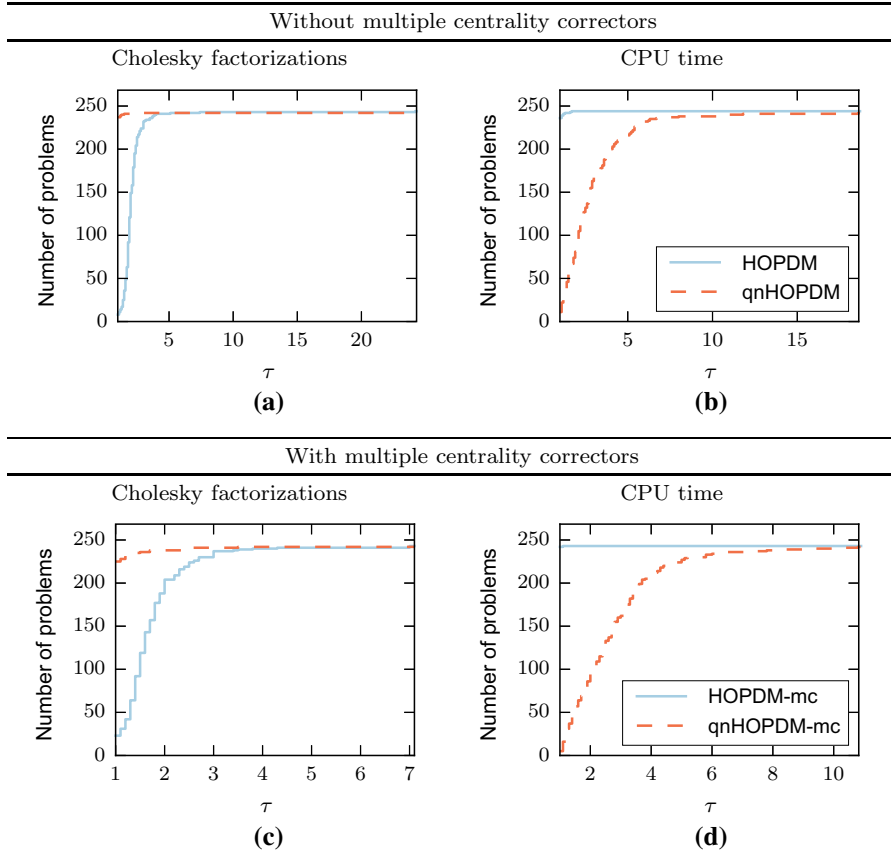 Without multiple centrality correctors
Cholesky factorizations
CPU time
Number of problems
250
200
150
100
50
0
5
10
15
20
τ
(a)
Number of problems
250
200
150
100
50
0
5
10
15
τ
HOPDM
qnHOPDM
(b)
With multiple centrality correctors
Cholesky factorizations
CPU time
Number of problems
250
200
150
100
50
0
1
2
3
4
5
6
7
τ
(c)
Number of problems
250
200
150
100
50
0
2
4
6
8
10
τ
HOPDM-mc
qnHOPDM-mc
(d)